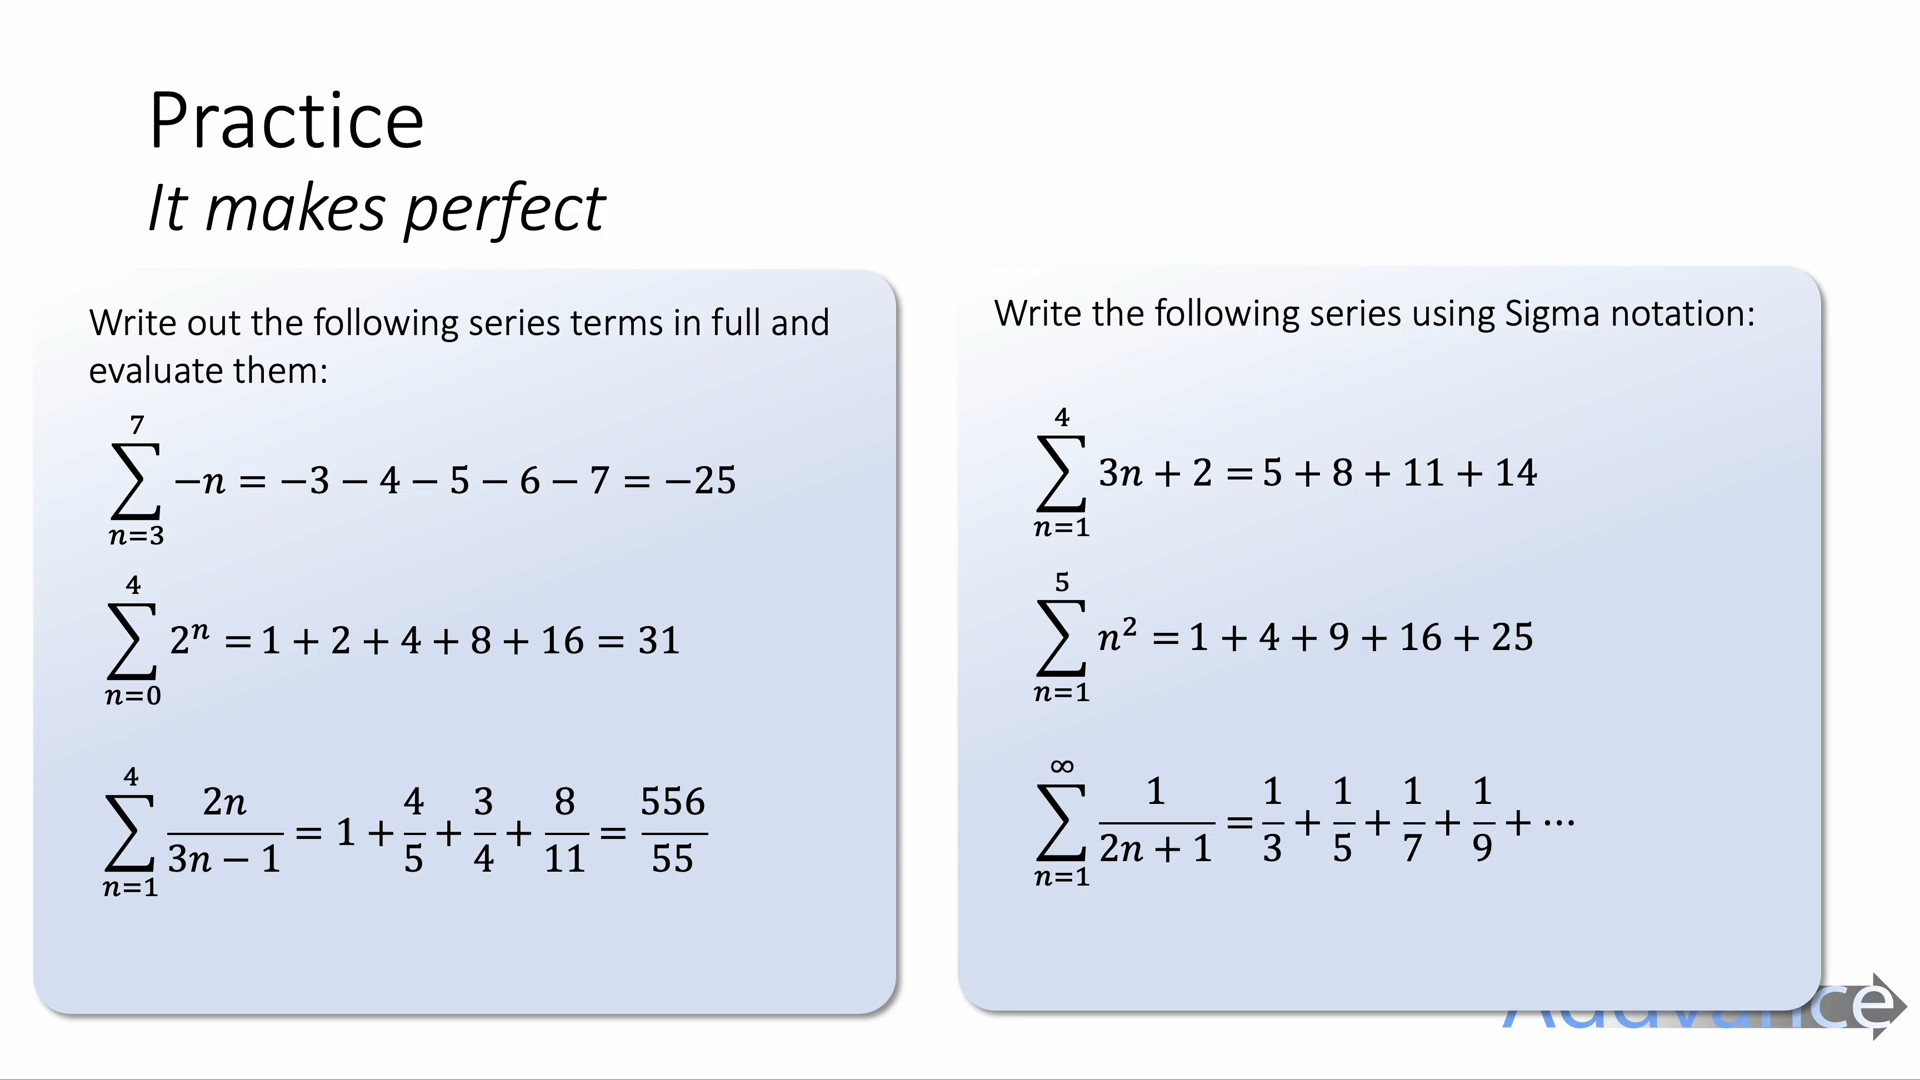 Practice
It makes perfect
Write out the following series terms in full and
evaluate them:
∑_{n=3}^{7} −n = −3 − 4 − 5 − 6 − 7 = −25
∑_{n=0}^{4} 2ⁿ = 1 + 2 + 4 + 8 + 16 = 31
∑_{n=1}^{4} 2n/(3n − 1) = 1 + 4/5 + 3/4 + 8/11 = 556/55
Write the following series using Sigma notation:
∑_{n=1}^{4} 3n + 2 = 5 + 8 + 11 + 14
∑_{n=1}^{5} n² = 1 + 4 + 9 + 16 + 25
∑_{n=1}^{∞} 1/(2n + 1) = 1/3 + 1/5 + 1/7 + 1/9 + ⋯